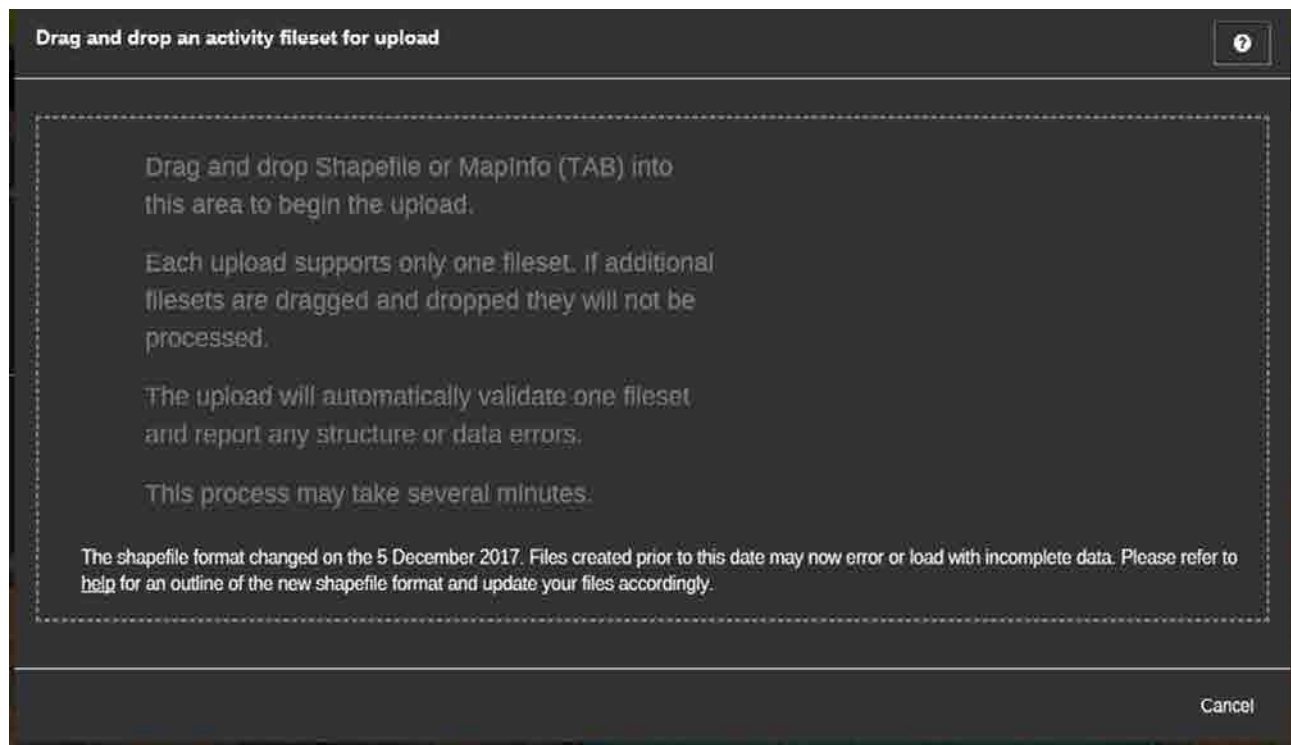 Drag and drop an activity fileset for upload
Drag and drop Shapefile or MapInfo (TAB) into
this area to begin the upload.
Each upload supports only one fileset. If additional
filesets are dragged and dropped they will not be
processed.
The upload will automatically validate one fileset
and report any structure or data errors.
This process may take several minutes.
The shapefile format changed on the 5 December 2017. Files created prior to this date may now error or load with incomplete data. Please refer to
help for an outline of the new shapefile format and update your files accordingly.
Cancel